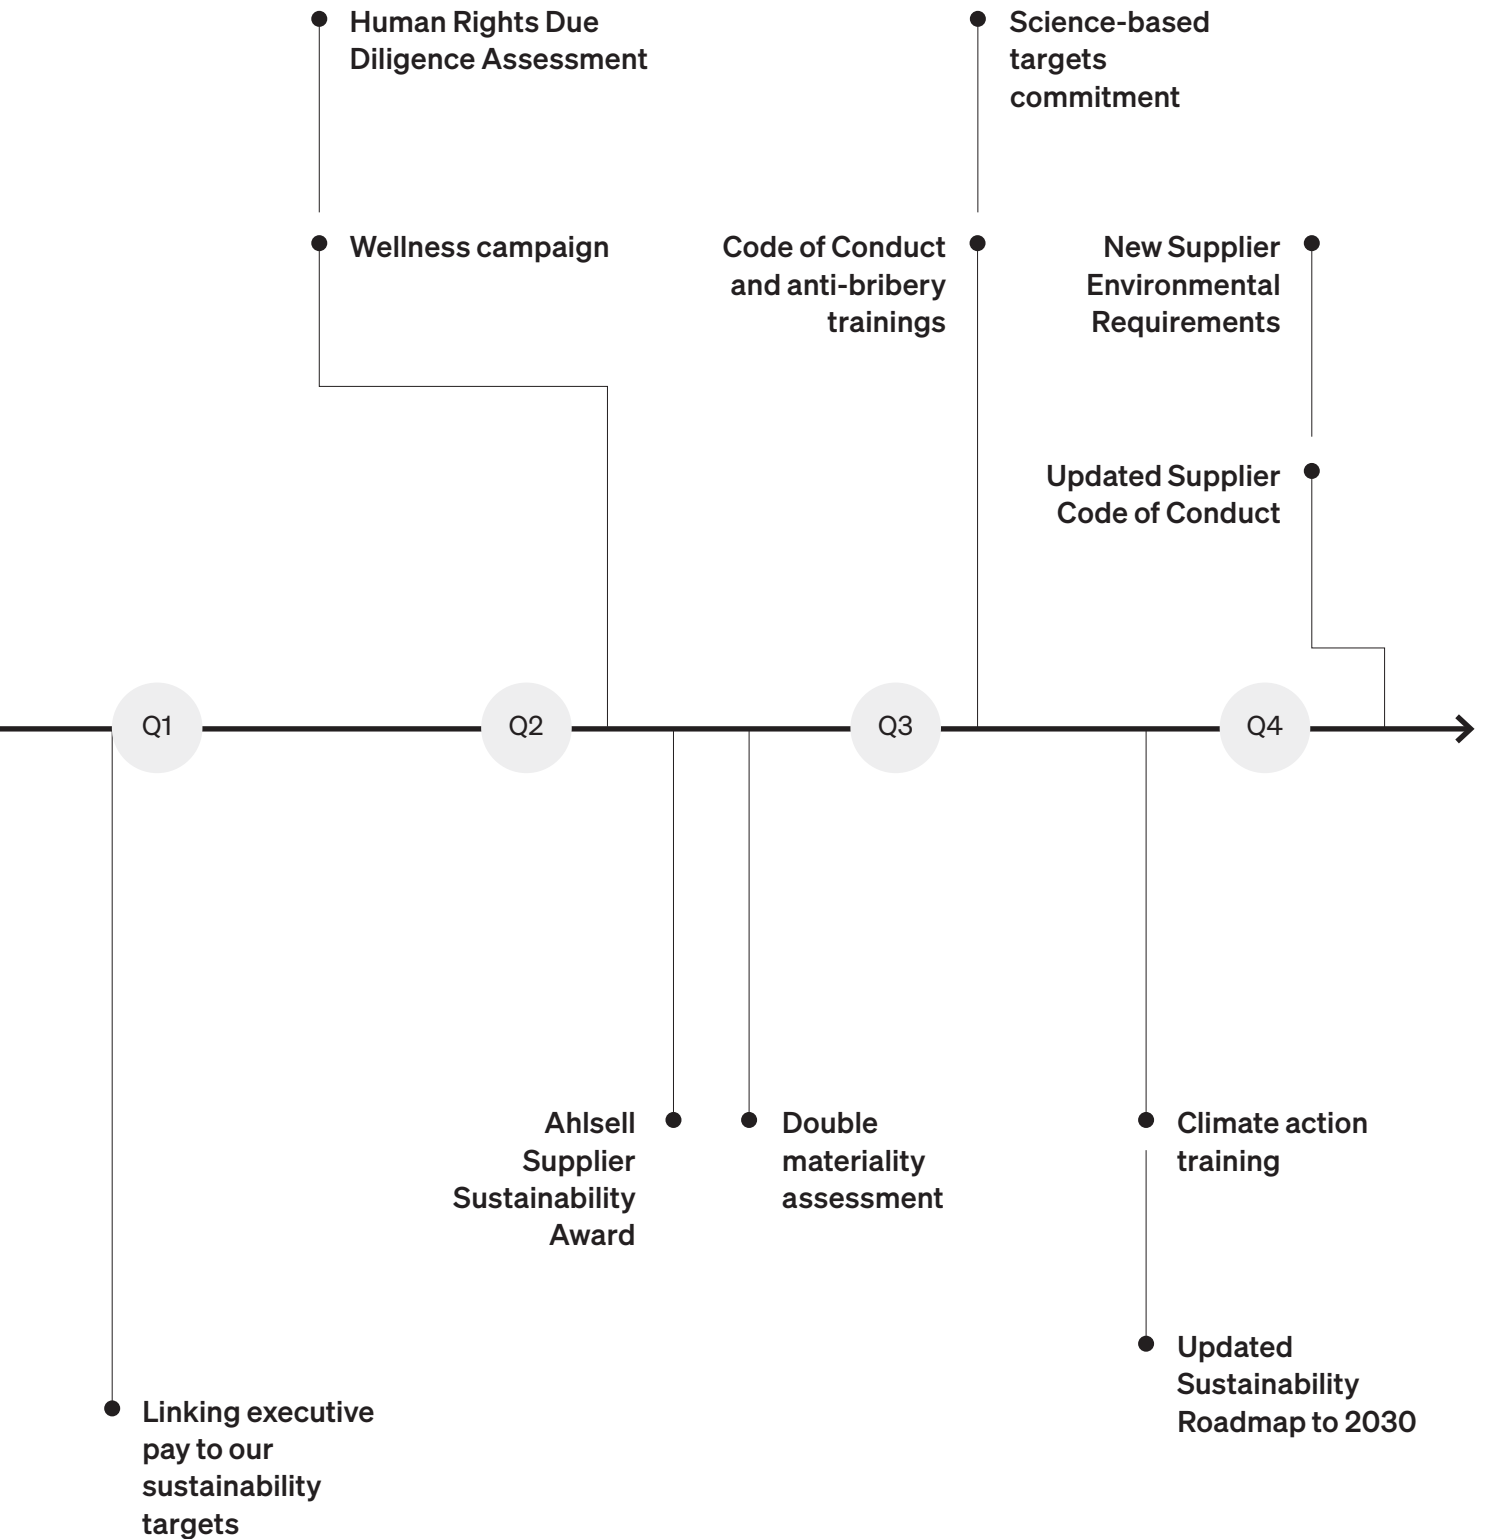 Human Rights Due
Diligence Assessment
Science-based
targets
commitment
Wellness campaign
Code of Conduct
and anti-bribery
trainings
New Supplier
Environmental
Requirements
Updated Supplier
Code of Conduct
Q1
Q2
Q3
Q4
Ahlsell
Supplier
Sustainability
Award
Double
materiality
assessment
Climate action
training
Updated
Sustainability
Roadmap to 2030
Linking executive
pay to our
sustainability
targets